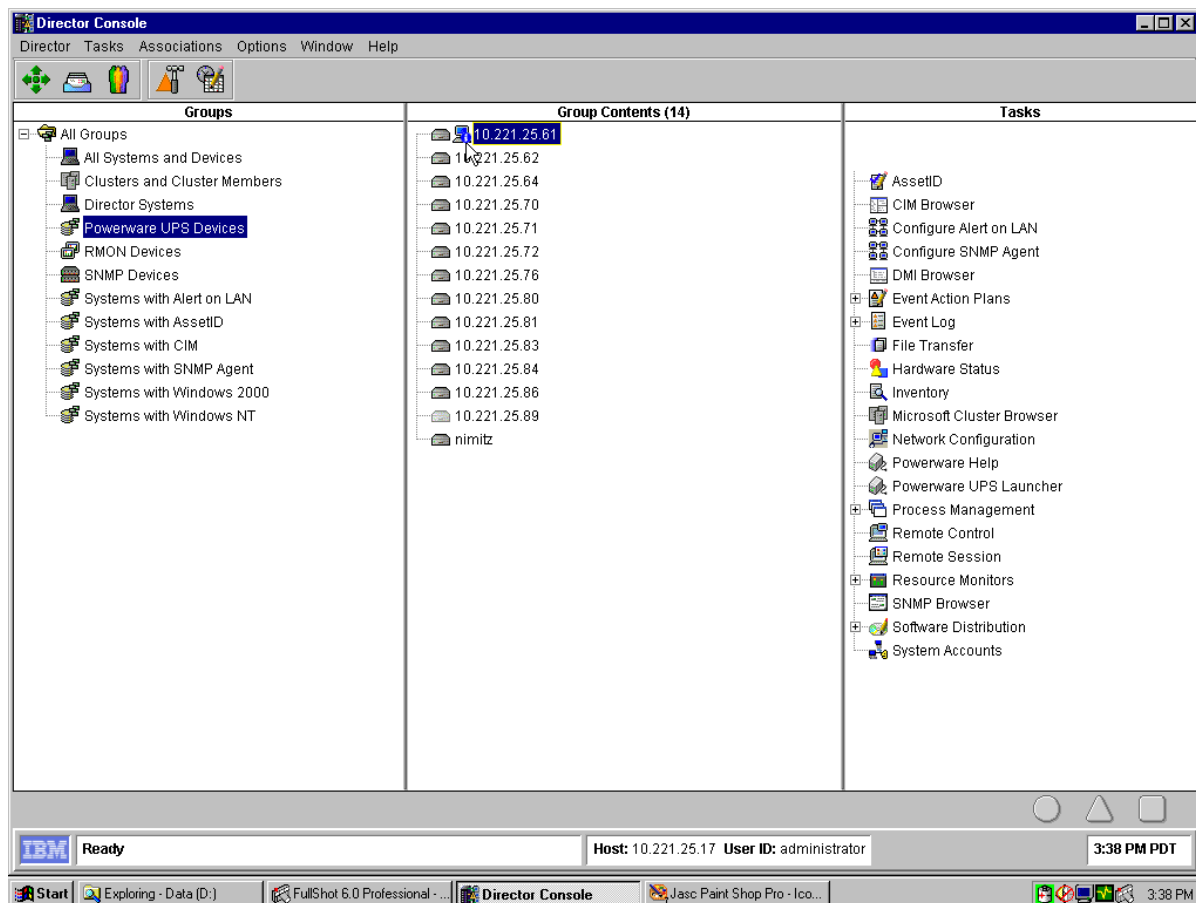 Director Console
Director Tasks Associations Options Window Help
Groups
All Groups
All Systems and Devices
Clusters and Cluster Members
Director Systems
Powerware UPS Devices
RMON Devices
SNMP Devices
Systems with Alert on LAN
Systems with AssetID
Systems with CIM
Systems with SNMP Agent
Systems with Windows 2000
Systems with Windows NT
Group Contents (14)
10.221.25.61
10.221.25.62
10.221.25.64
10.221.25.70
10.221.25.71
10.221.25.72
10.221.25.76
10.221.25.80
10.221.25.81
10.221.25.83
10.221.25.84
10.221.25.86
10.221.25.89
nimitz
Tasks
AssetID
CIM Browser
Configure Alert on LAN
Configure SNMP Agent
DMI Browser
Event Action Plans
Event Log
File Transfer
Hardware Status
Inventory
Microsoft Cluster Browser
Network Configuration
Powerware Help
Powerware UPS Launcher
Process Management
Remote Control
Remote Session
Resource Monitors
SNMP Browser
Software Distribution
System Accounts
IBM Ready Host: 10.221.25.17 User ID: administrator 3:38 PM PDT
Start Exploring - Data (D:) FullShot 6.0 Professional - ... Director Console Jasc Paint Shop Pro - Ico... 3:38 PM